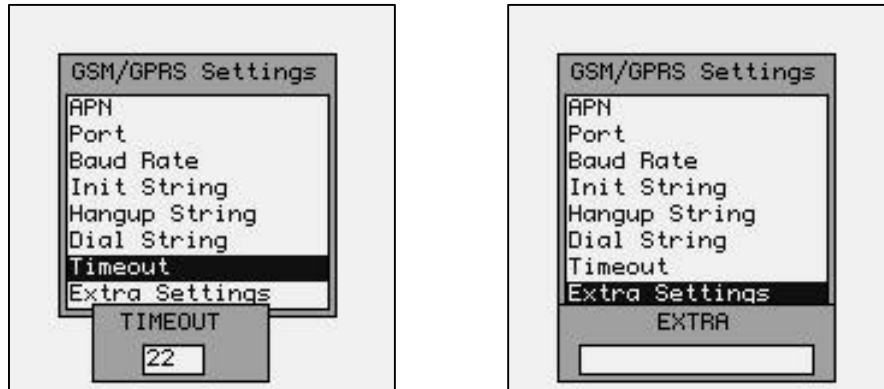 GSM/GPRS Settings
APN
Port
Baud Rate
Init String
Hangup String
Dial String
Timeout
Extra Settings
TIMEOUT
22
GSM/GPRS Settings
APN
Port
Baud Rate
Init String
Hangup String
Dial String
Timeout
Extra Settings
EXTRA